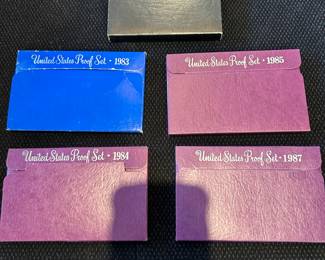 United States Proof Set • 1983
United States Proof Set • 1985
United States Proof Set • 1984
United States Proof Set • 1987